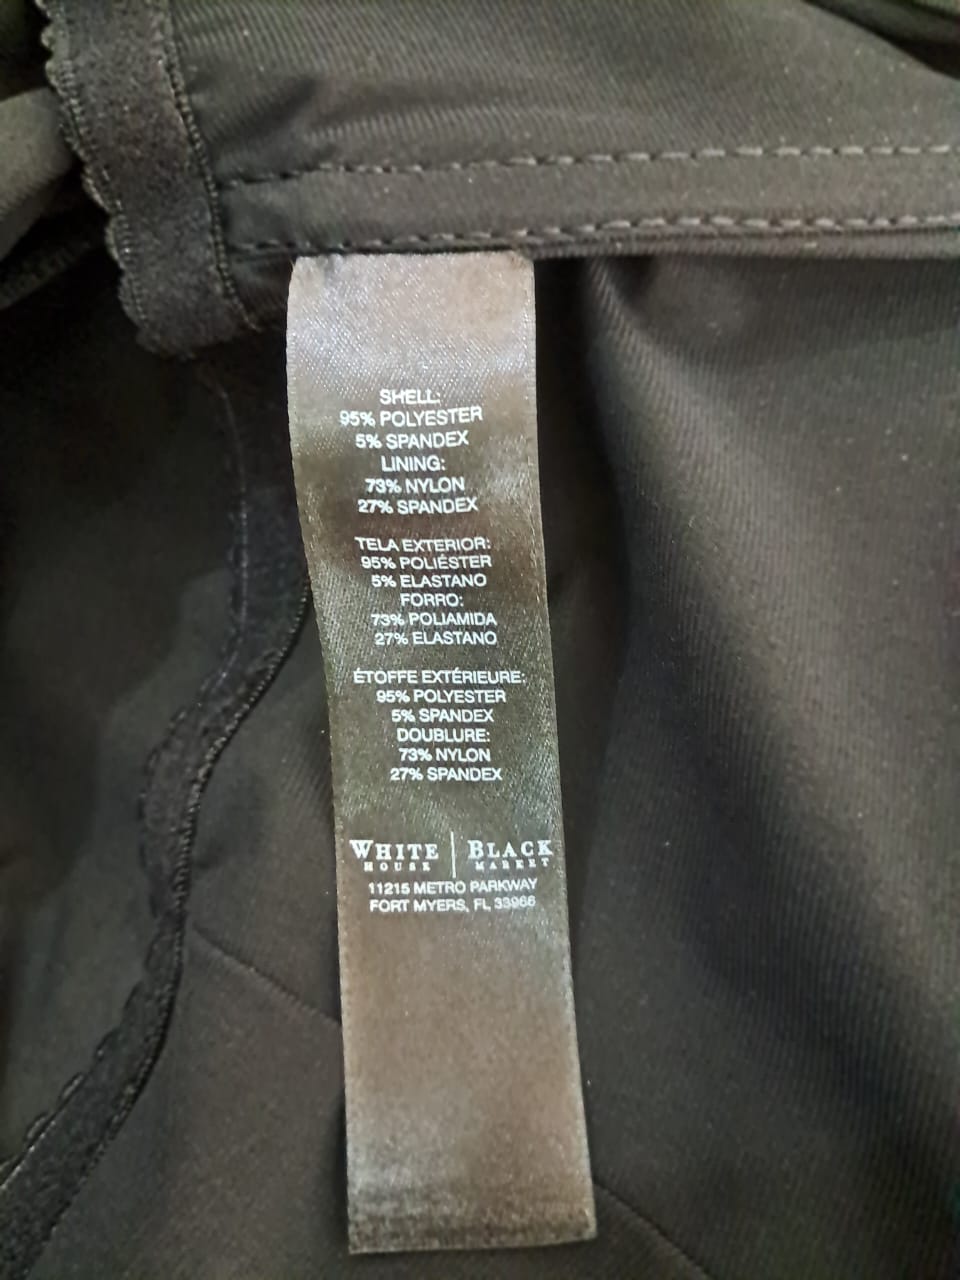 SHELL:
95% POLYESTER
5% SPANDEX
LINING:
73% NYLON
27% SPANDEX
TELA EXTERIOR:
95% POLIÉSTER
5% ELASTANO
FORRO:
73% POLIAMIDA
27% ELASTANO
ÉTOFFE EXTÉRIEURE:
95% POLYESTER
5% SPANDEX
DOUBLURE:
73% NYLON
27% SPANDEX
WHITE | BLACK
HOUSE MARKET
11215 METRO PARKWAY
FORT MYERS, FL 33966